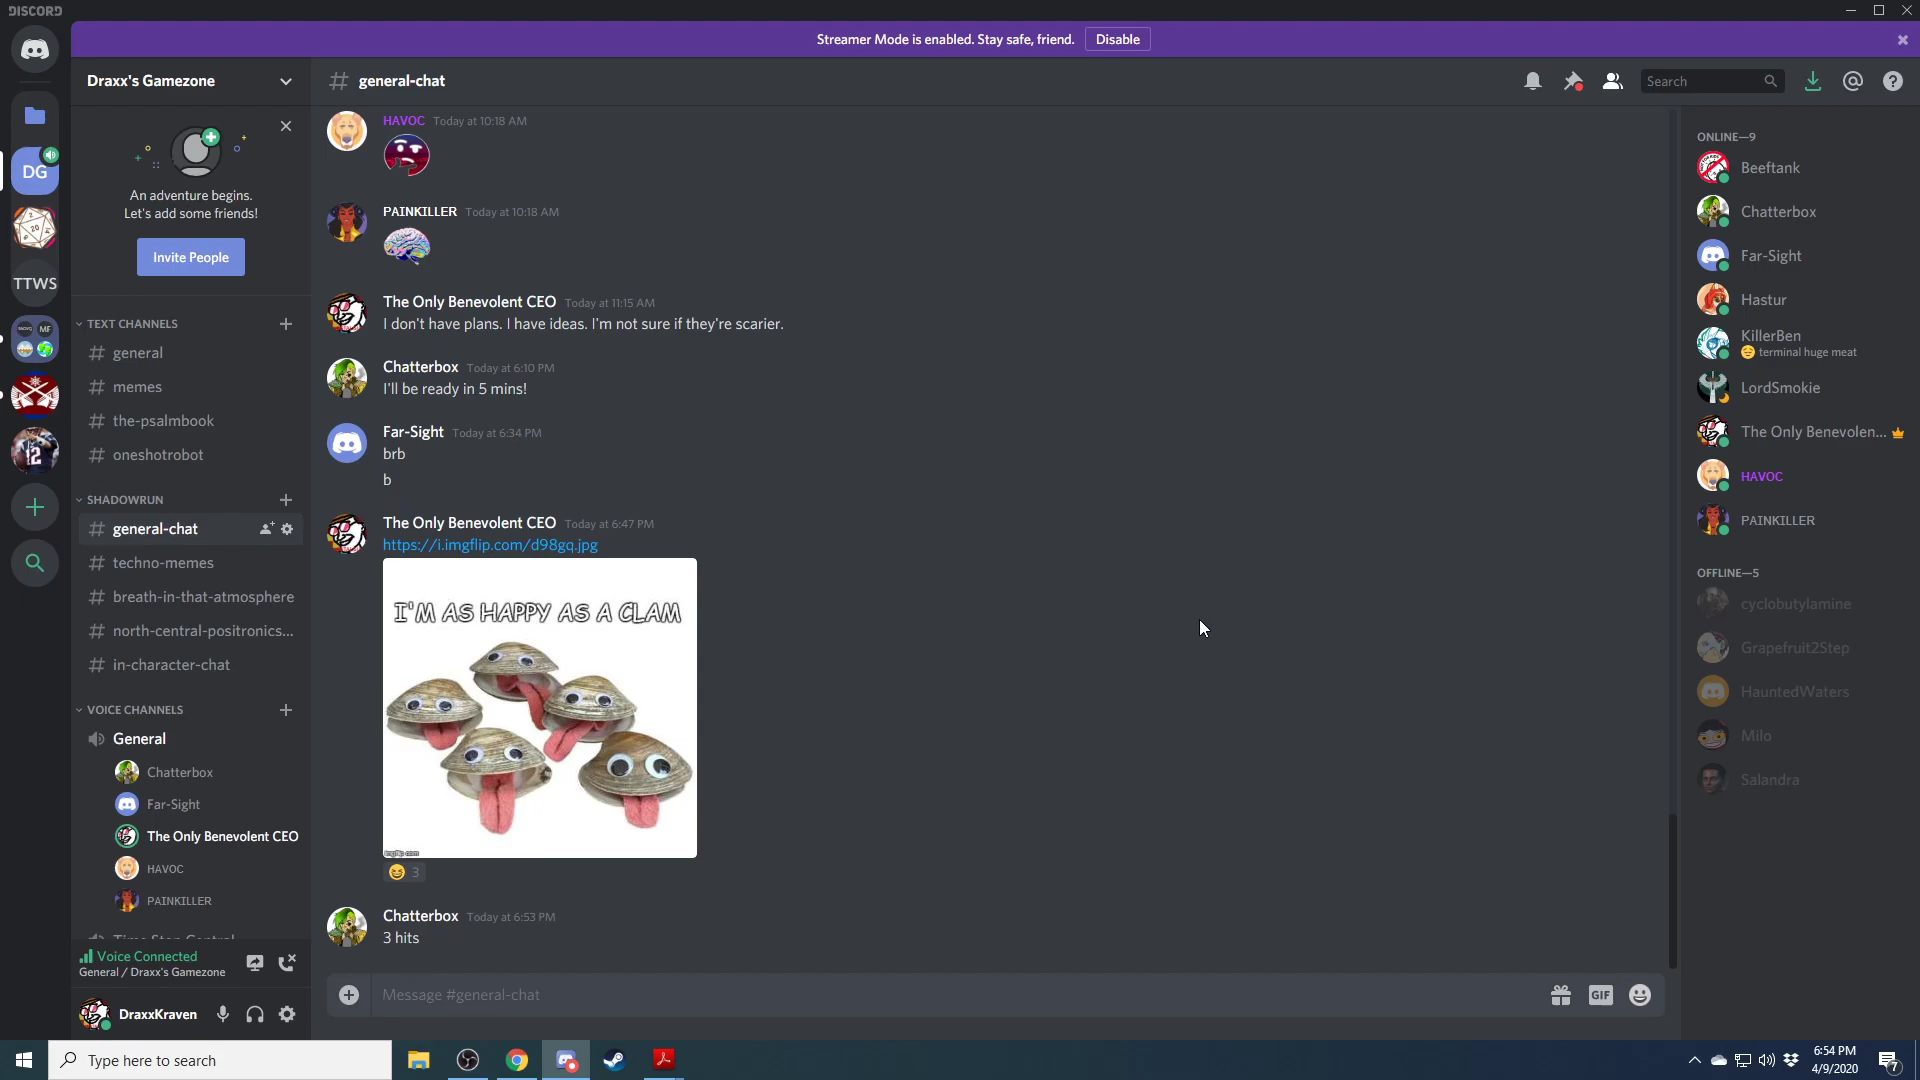 DISCORD
Streamer Mode is enabled. Stay safe, friend.
Disable
Draxx's Gamezone
general-chat
Search
DG
20
TTWS
MF
12
An adventure begins.
Let's add some friends!
Invite People
TEXT CHANNELS
general
memes
the-psalmbook
oneshotrobot
SHADOWRUN
general-chat
techno-memes
breath-in-that-atmosphere
north-central-positronics...
in-character-chat
VOICE CHANNELS
General
Chatterbox
Far-Sight
The Only Benevolent CEO
HAVOC
PAINKILLER
Voice Connected
General / Draxx's Gamezone
DraxxKraven
HAVOC Today at 10:18 AM
PAINKILLER Today at 10:18 AM
The Only Benevolent CEO Today at 11:15 AM
I don't have plans. I have ideas. I'm not sure if they're scarier.
Chatterbox Today at 6:10 PM
I'll be ready in 5 mins!
Far-Sight Today at 6:34 PM
brb
b
The Only Benevolent CEO Today at 6:47 PM
https://i.imgflip.com/d98gq.jpg
I'M AS HAPPY AS A CLAM
imgflip.com
3
Chatterbox Today at 6:53 PM
3 hits
Message #general-chat
GIF
ONLINE—9
Beeftank
Chatterbox
Far-Sight
Hastur
KillerBen
terminal huge meat
LordSmokie
The Only Benevolen...
HAVOC
PAINKILLER
OFFLINE—5
cyclobutylamine
Grapefruit2Step
HauntedWaters
Milo
Salandra
Type here to search
6:54 PM
4/9/2020
7